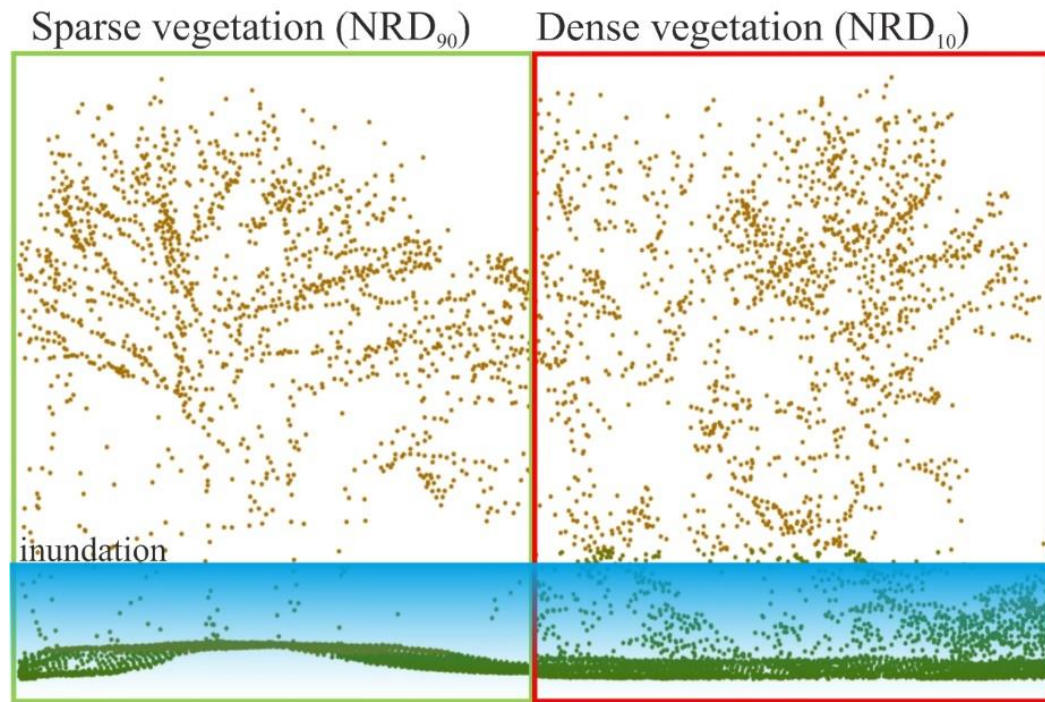 Sparse vegetation (NRD₉₀)
Dense vegetation (NRD₁₀)
inundation